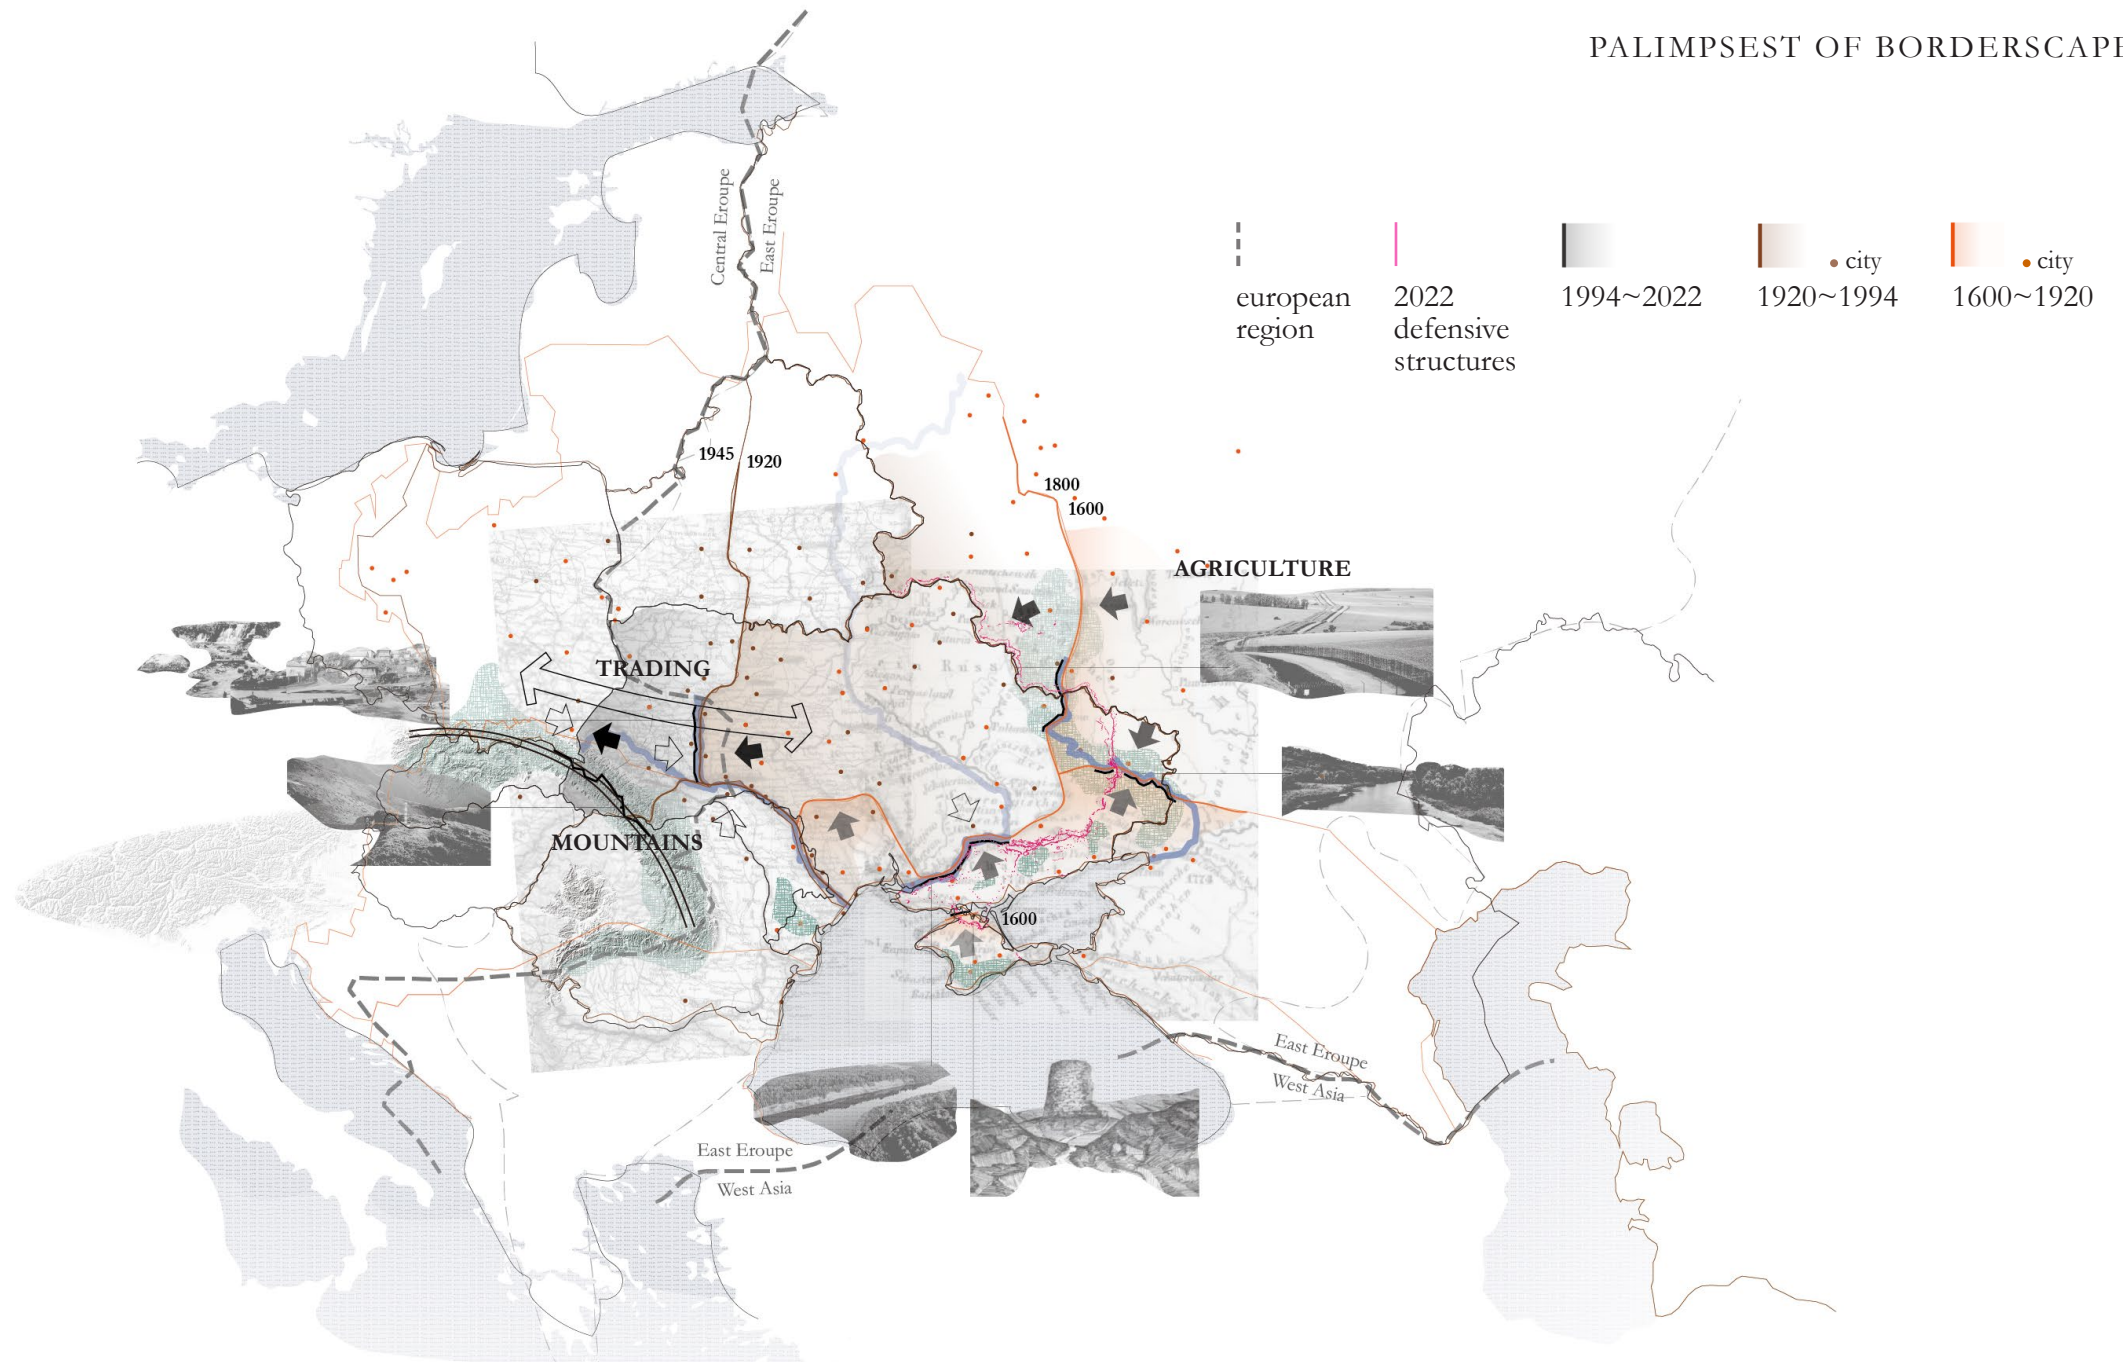 PALIMPSEST OF BORDERSCAPE
european
region
2022
defensive
structures
1994~2022
city
1920~1994
city
1600~1920
Central Eroupe
East Eroupe
1945
1920
1800
1600
AGRICULTURE
TRADING
MOUNTAINS
1600
East Eroupe
West Asia
East Eroupe
West Asia